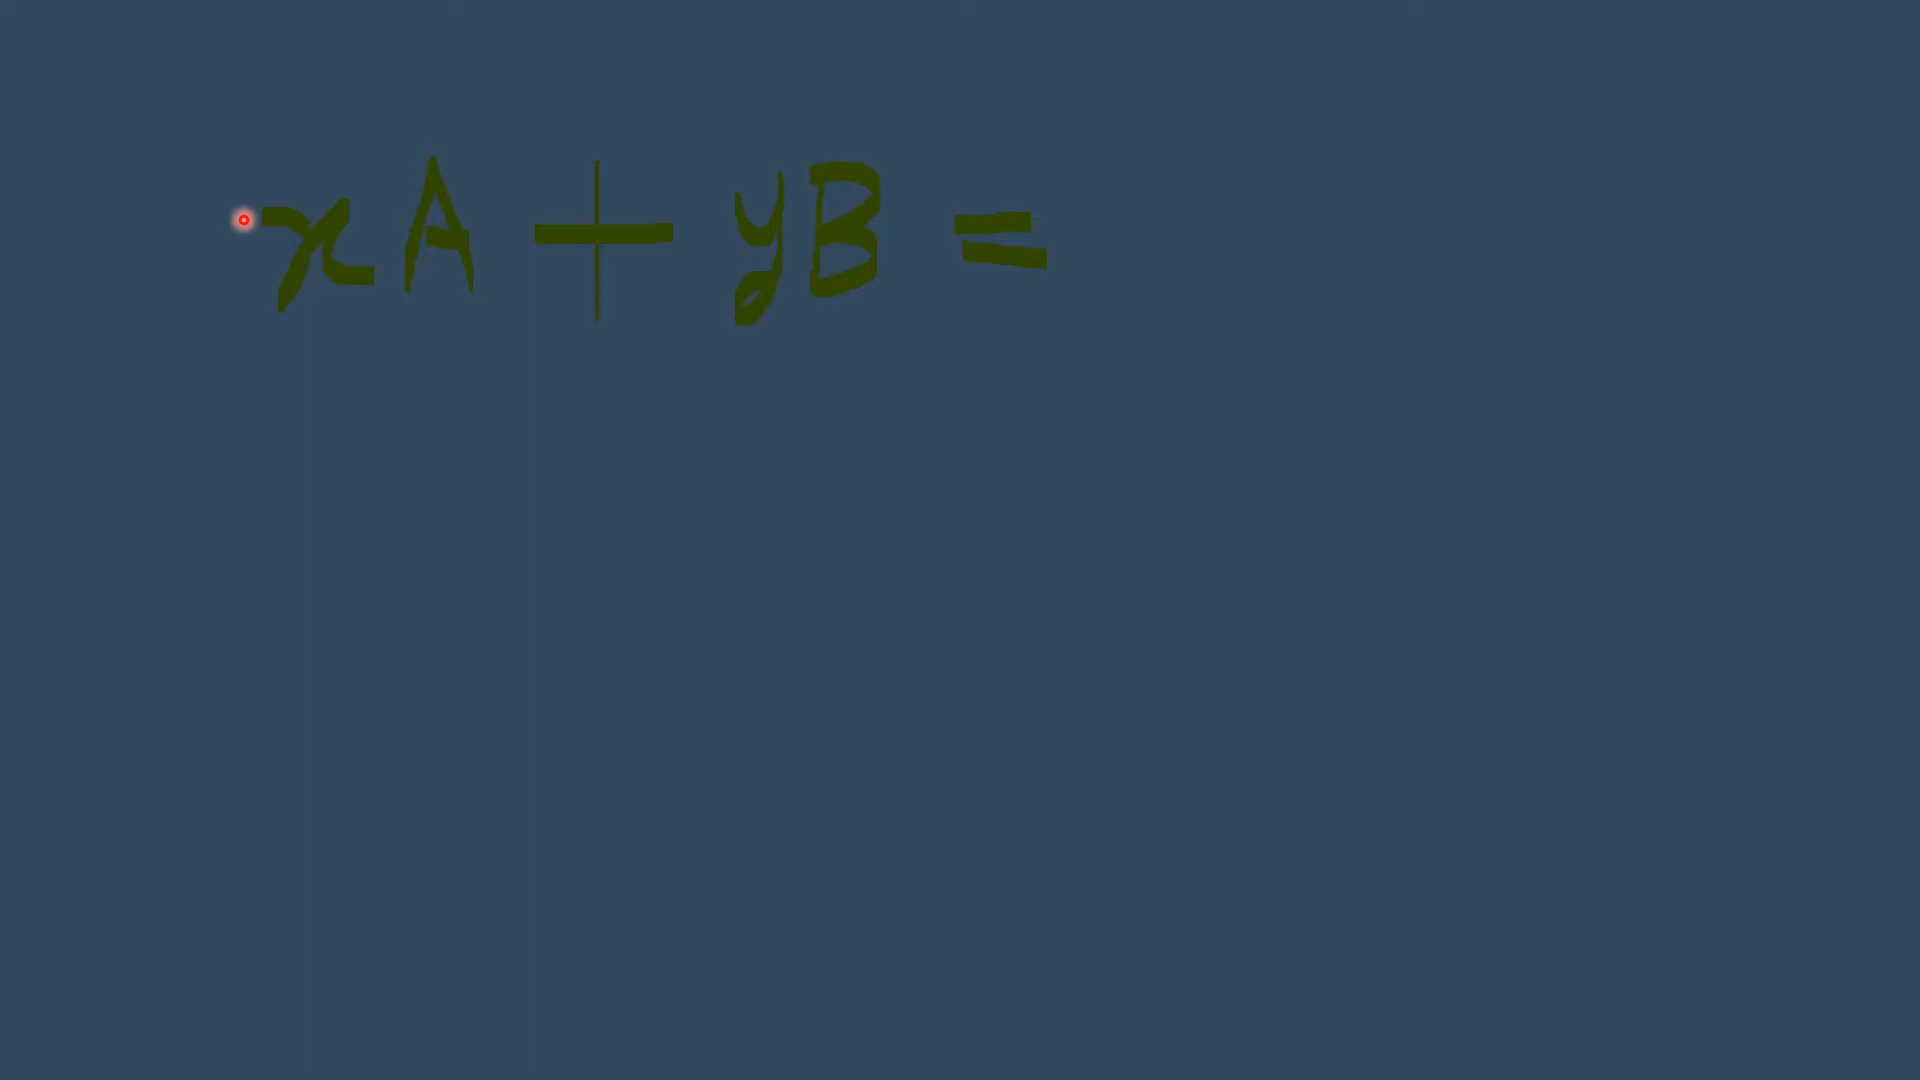 xA + yB =